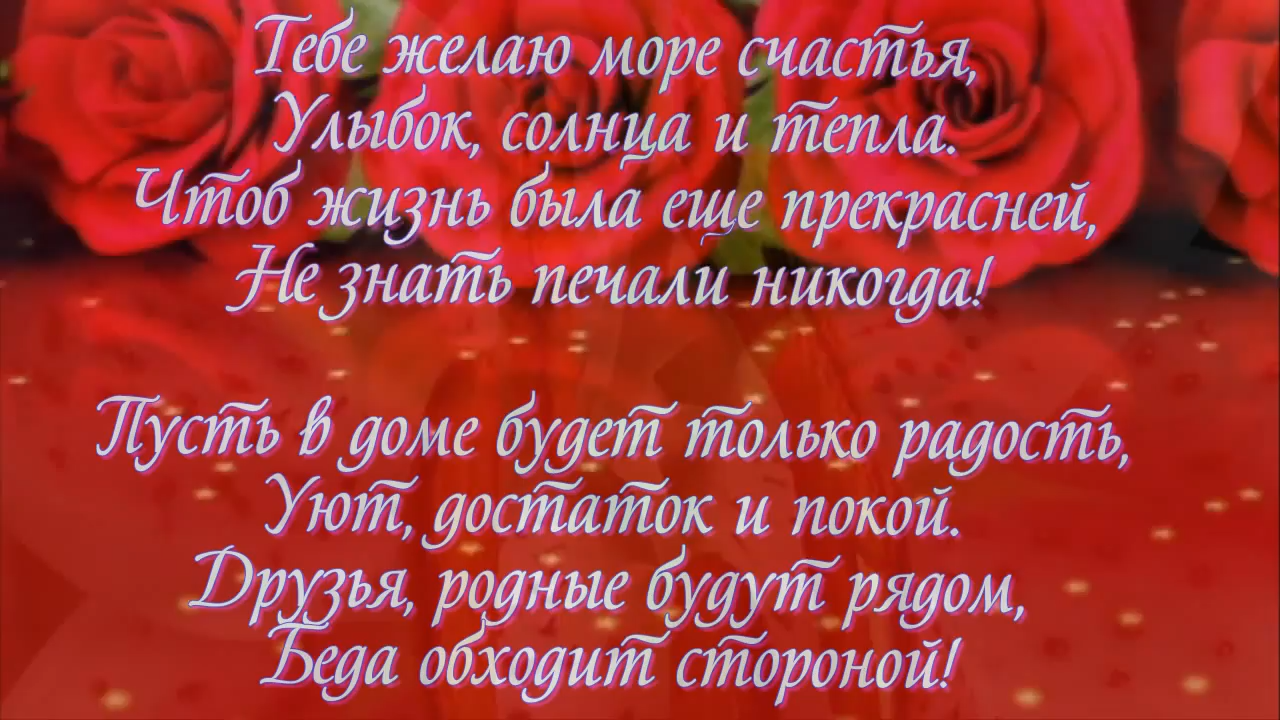 Тебе желаю море счастья,
Улыбок, солнца и тепла.
Чтоб жизнь была еще прекрасней,
Не знать печали никогда!
Пусть в доме будет только радость,
Уют, достаток и покой.
Друзья, родные будут рядом,
Беда обходит стороной!